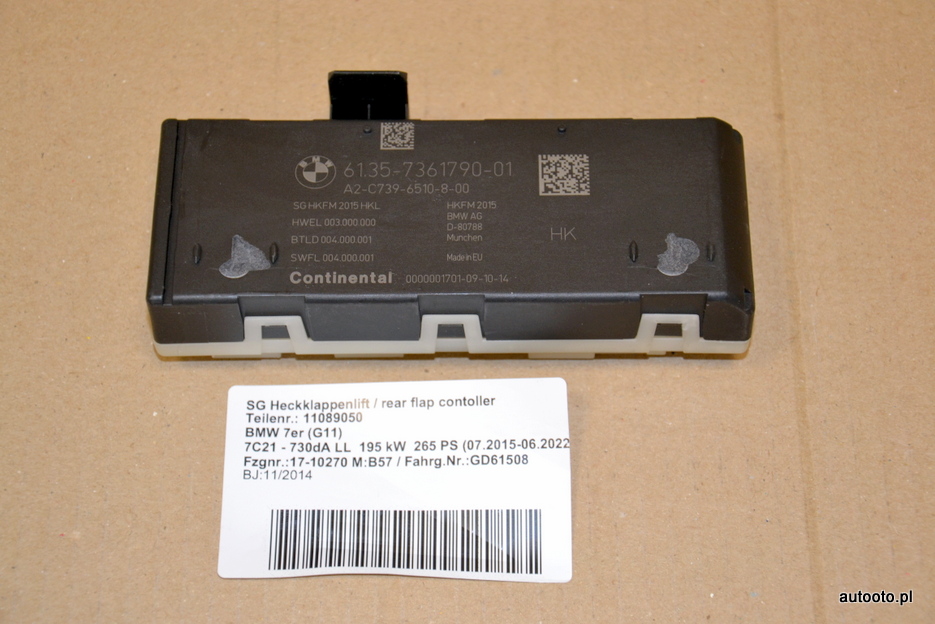 BMW
61.35-7361790-01
A2-C739-6510-8-00
SG HKFM 2015 HKL
HWEL 003.000.000
BTLD 004.000.001
SWFL 004.000.001
HKFM 2015
BMW AG
D-80788
Munchen
Made in EU
HK
Continental 0000001701-09-10-14
SG Heckklappenlift / rear flap contoller
Teilenr.: 11089050
BMW 7er (G11)
7C21 - 730dA LL 195 kW 265 PS (07.2015-06.2022
Fzgnr.:17-10270 M:B57 / Fahrg.Nr.:GD61508
BJ:11/2014
autooto.pl